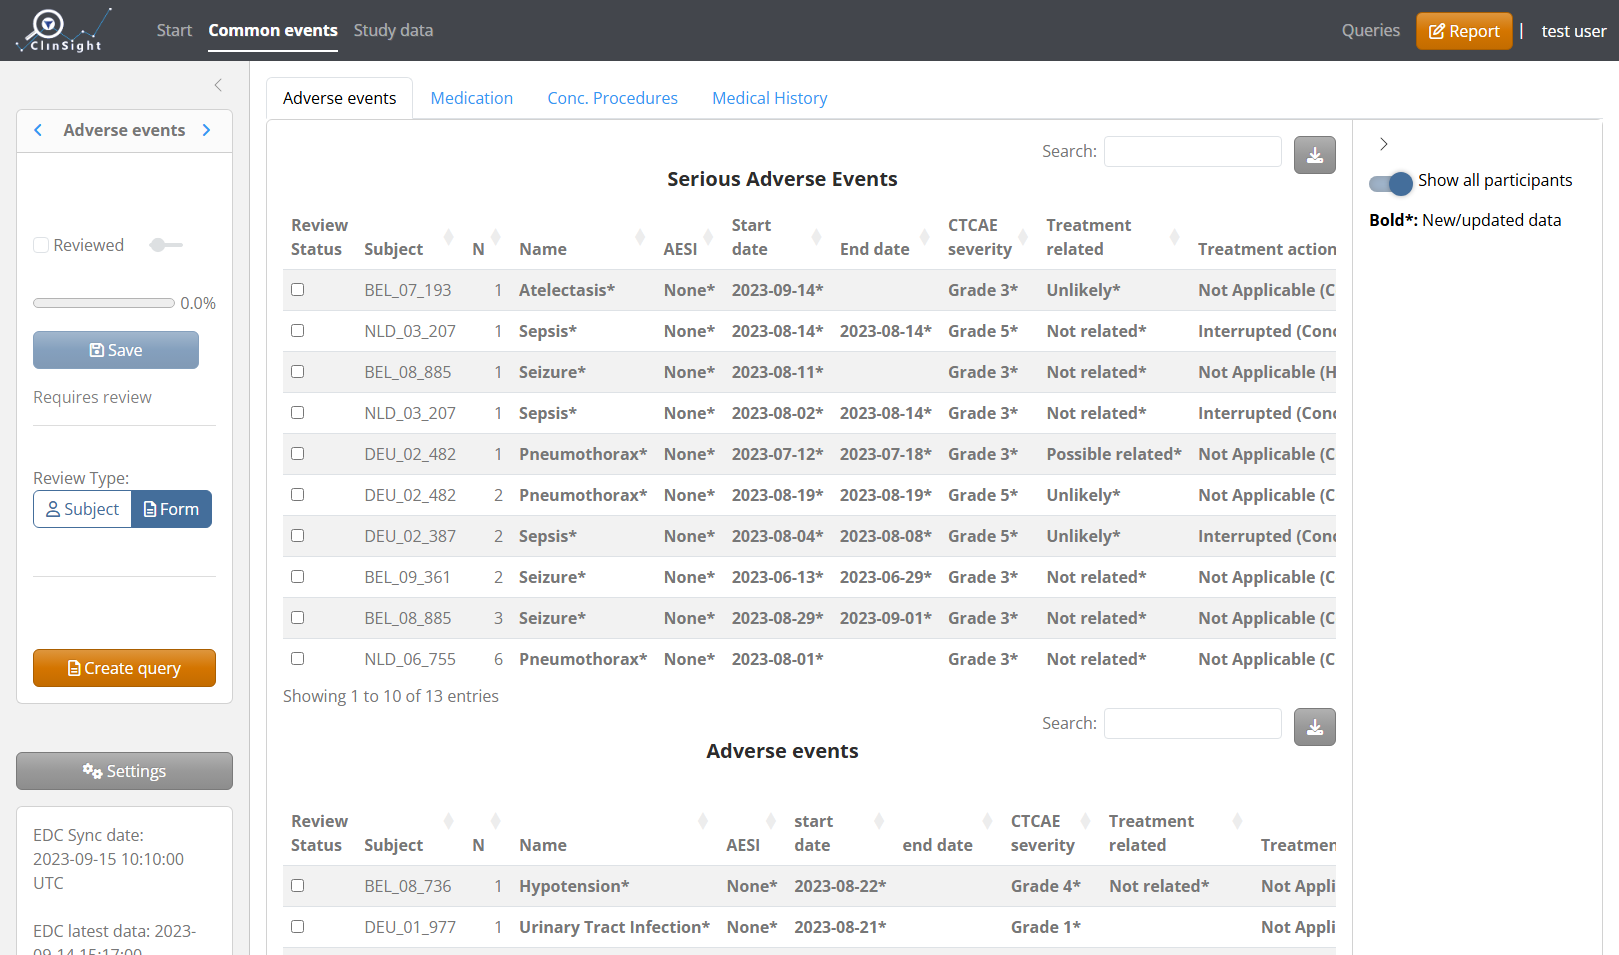 ClinSight
Start Common events Study data Queries Report | test user
Adverse events Medication Conc. Procedures Medical History
Adverse events
Reviewed
0.0%
Save
Requires review
Review Type:
Subject Form
Create query
Settings
EDC Sync date:
2023-09-15 10:10:00
UTC
EDC latest data: 2023-
09-14 15:17:00
Search:
Serious Adverse Events
Review Status Subject N Name AESI Start date End date CTCAE severity Treatment related Treatment action
BEL_07_193 1 Atelectasis* None* 2023-09-14* Grade 3* Unlikely* Not Applicable (C
NLD_03_207 1 Sepsis* None* 2023-08-14* 2023-08-14* Grade 5* Not related* Interrupted (Conc
BEL_08_885 1 Seizure* None* 2023-08-11* Grade 3* Not related* Not Applicable (H
NLD_03_207 1 Sepsis* None* 2023-08-02* 2023-08-14* Grade 3* Not related* Interrupted (Conc
DEU_02_482 1 Pneumothorax* None* 2023-07-12* 2023-07-18* Grade 3* Possible related* Not Applicable (C
DEU_02_482 2 Pneumothorax* None* 2023-08-19* 2023-08-19* Grade 5* Unlikely* Not Applicable (C
DEU_02_387 2 Sepsis* None* 2023-08-04* 2023-08-08* Grade 5* Unlikely* Interrupted (Conc
BEL_09_361 2 Seizure* None* 2023-06-13* 2023-06-29* Grade 3* Not related* Not Applicable (C
BEL_08_885 3 Seizure* None* 2023-08-29* 2023-09-01* Grade 3* Not related* Not Applicable (C
NLD_06_755 6 Pneumothorax* None* 2023-08-01* Grade 3* Not related* Not Applicable (C
Showing 1 to 10 of 13 entries
Search:
Adverse events
Review Status Subject N Name AESI start date end date CTCAE severity Treatment related Treatmen
BEL_08_736 1 Hypotension* None* 2023-08-22* Grade 4* Not related* Not Appli
DEU_01_977 1 Urinary Tract Infection* None* 2023-08-21* Grade 1* Not Appli
Show all participants
Bold*: New/updated data